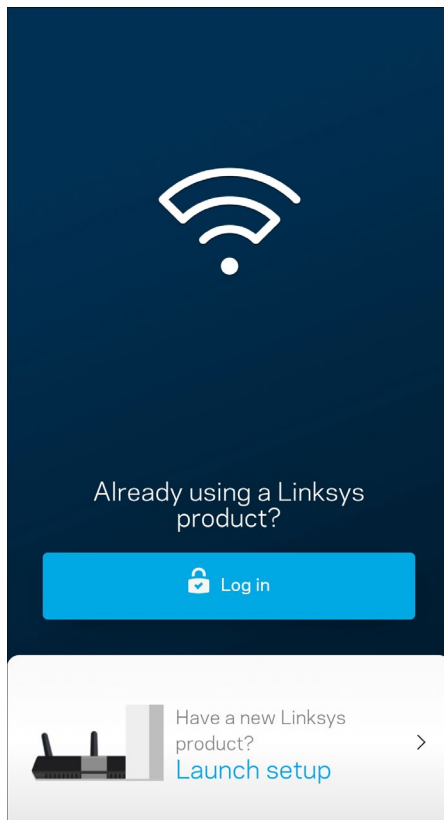 Already using a Linksys
product?
Log in
Have a new Linksys
product?
Launch setup